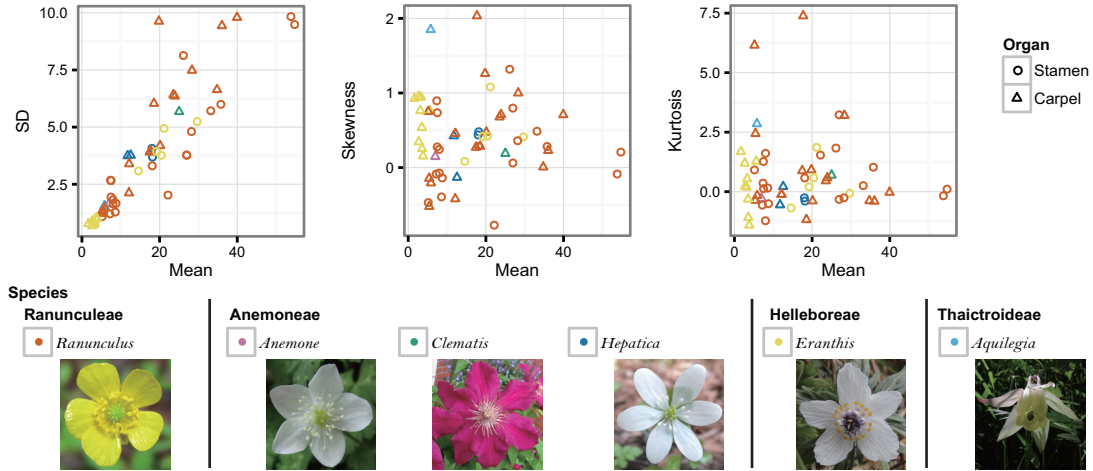 10.0
7.5
5.0
2.5
SD
0
20
40
Mean
2
1
0
Skewness
0
20
40
Mean
7.5
5.0
2.5
0.0
Kurtosis
0
20
40
Mean
Organ
Stamen
Carpel
Species
Ranunculeae
Anemoneae
Helleboreae
Thaictroideae
Ranunculus
Anemone
Clematis
Hepatica
Eranthis
Aquilegia